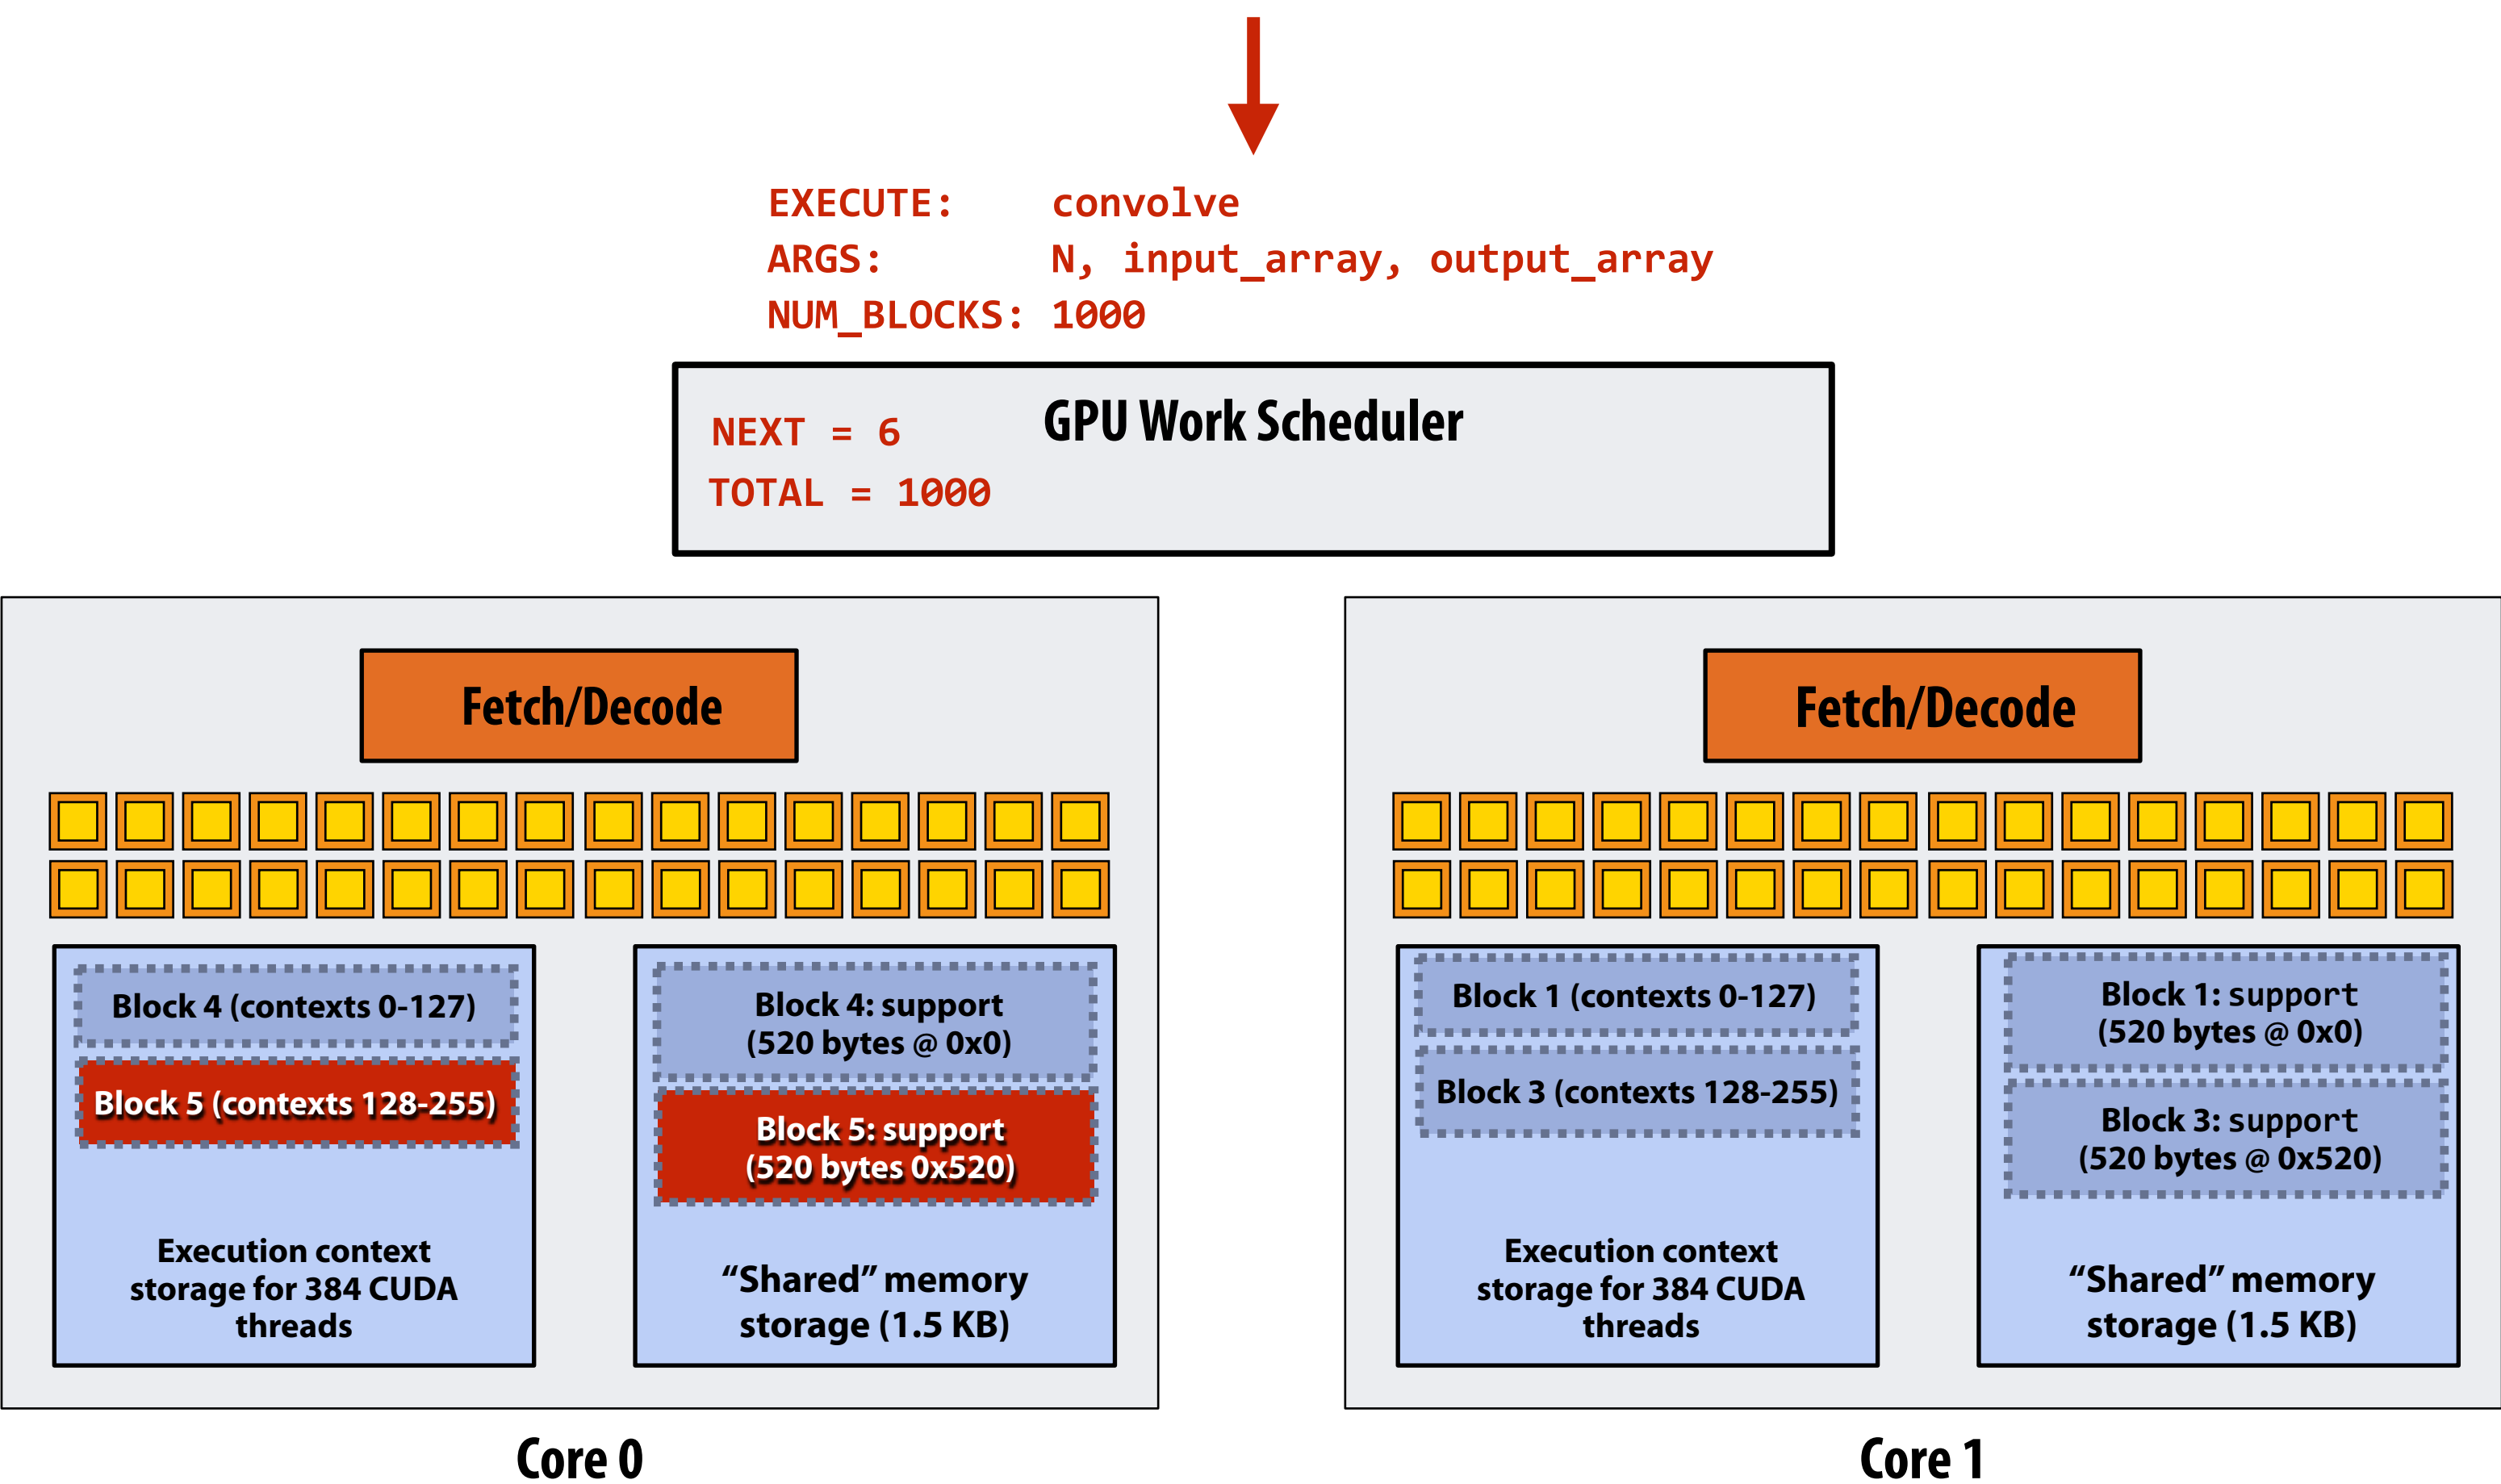 EXECUTE: convolve
ARGS: N, input_array, output_array
NUM_BLOCKS: 1000
GPU Work Scheduler
NEXT = 6
TOTAL = 1000
Fetch/Decode
Block 4 (contexts 0-127)
Block 5 (contexts 128-255)
Execution context
storage for 384 CUDA
threads
Block 4: support
(520 bytes @ 0x0)
Block 5: support
(520 bytes 0x520)
“Shared” memory
storage (1.5 KB)
Core 0
Fetch/Decode
Block 1 (contexts 0-127)
Block 3 (contexts 128-255)
Execution context
storage for 384 CUDA
threads
Block 1: support
(520 bytes @ 0x0)
Block 3: support
(520 bytes @ 0x520)
“Shared” memory
storage (1.5 KB)
Core 1